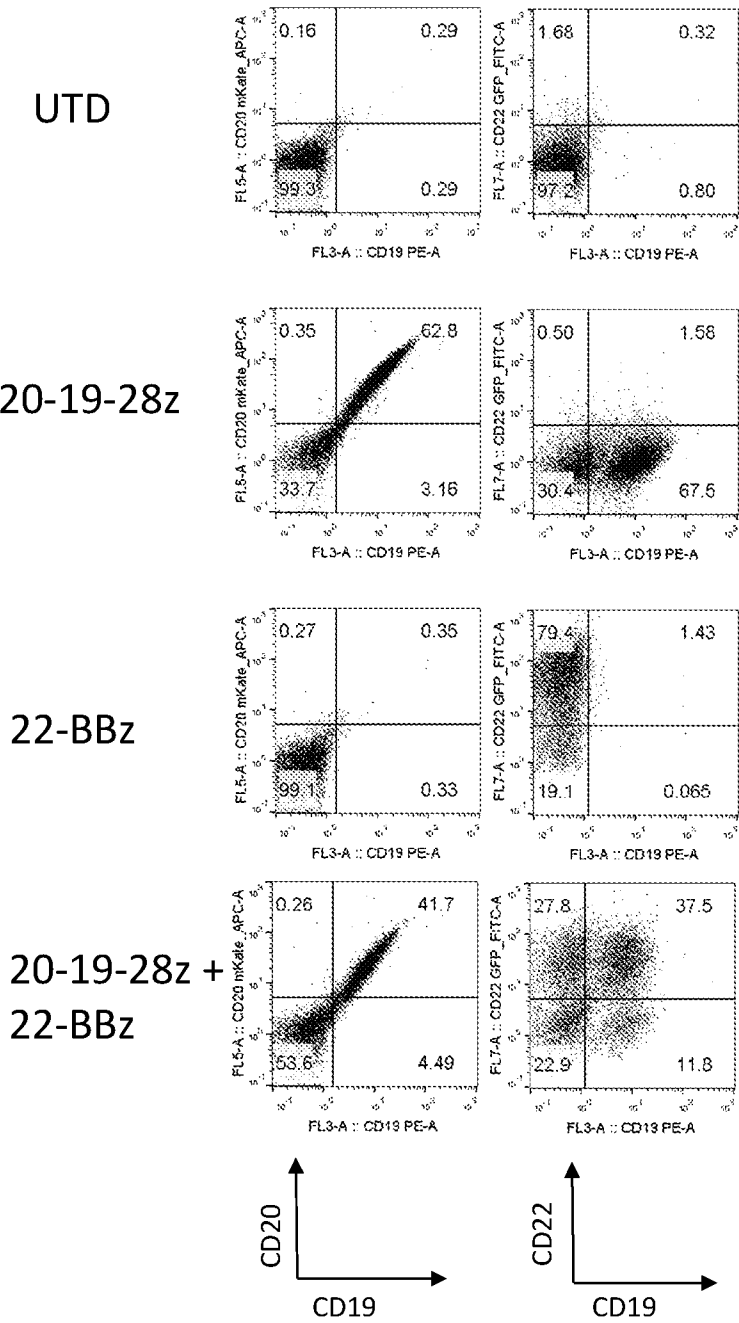 UTD
FL5-A :: CD20 mKate_APC-A
0.16
0.29
99.3
0.29
FL3-A :: CD19 PE-A
FL7-A :: CD22 GFP_FITC-A
1.68
0.32
97.2
0.80
FL3-A :: CD19 PE-A
20-19-28z
FL5-A :: CD20 mKate_APC-A
0.35
62.8
33.7
3.16
FL3-A :: CD19 PE-A
FL7-A :: CD22 GFP_FITC-A
0.50
1.58
30.4
67.5
FL3-A :: CD19 PE-A
22-BBz
FL5-A :: CD20 mKate_APC-A
0.27
0.35
99.1
0.33
FL3-A :: CD19 PE-A
FL7-A :: CD22 GFP_FITC-A
79.4
1.43
19.1
0.065
FL3-A :: CD19 PE-A
20-19-28z +
22-BBz
FL5-A :: CD20 mKate_APC-A
0.26
41.7
53.6
4.49
FL3-A :: CD19 PE-A
FL7-A :: CD22 GFP_FITC-A
27.8
37.5
22.9
11.8
FL3-A :: CD19 PE-A
CD20
CD19
CD22
CD19